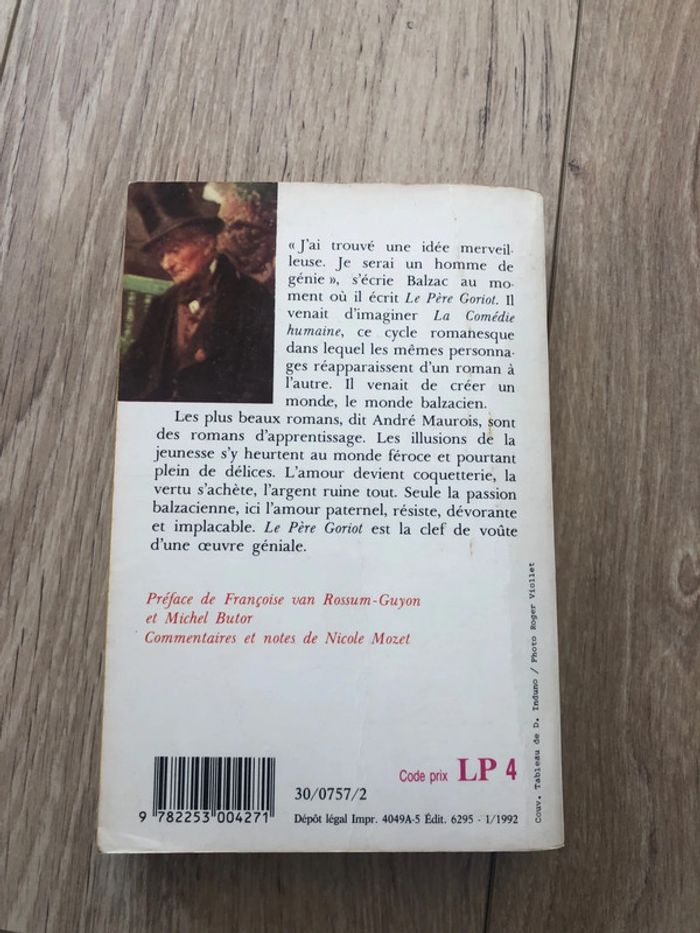 « J'ai trouvé une idée merveil-
leuse. Je serai un homme de
génie », s'écrie Balzac au mo-
ment où il écrit Le Père Goriot. Il
venait d'imaginer La Comédie
humaine, ce cycle romanesque
dans lequel les mêmes personna-
ges réapparaissent d'un roman à
l'autre. Il venait de créer un
monde, le monde balzacien.
Les plus beaux romans, dit André Maurois, sont
des romans d'apprentissage. Les illusions de la
jeunesse s'y heurtent au monde féroce et pourtant
plein de délices. L'amour devient coquetterie, la
vertu s'achète, l'argent ruine tout. Seule la passion
balzacienne, ici l'amour paternel, résiste, dévorante
et implacable. Le Père Goriot est la clef de voûte
d'une œuvre géniale.
Préface de Françoise van Rossum-Guyon
et Michel Butor
Commentaires et notes de Nicole Mozet
Couv. Tableau de D. Induno / Photo Roger Viollet
Code prix LP 4
30/0757/2
9 782253 004271
Dépôt légal Impr. 4049A-5 Édit. 6295 - 1/1992